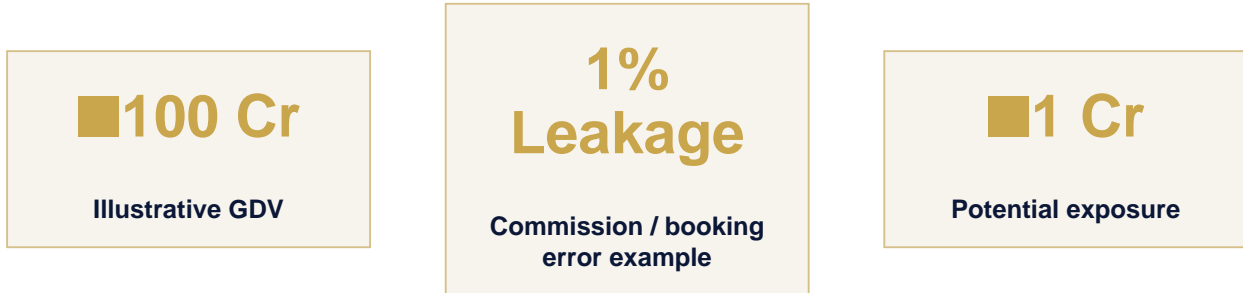 ■100 Cr
Illustrative GDV
1%
Leakage
Commission / booking
error example
■1 Cr
Potential exposure